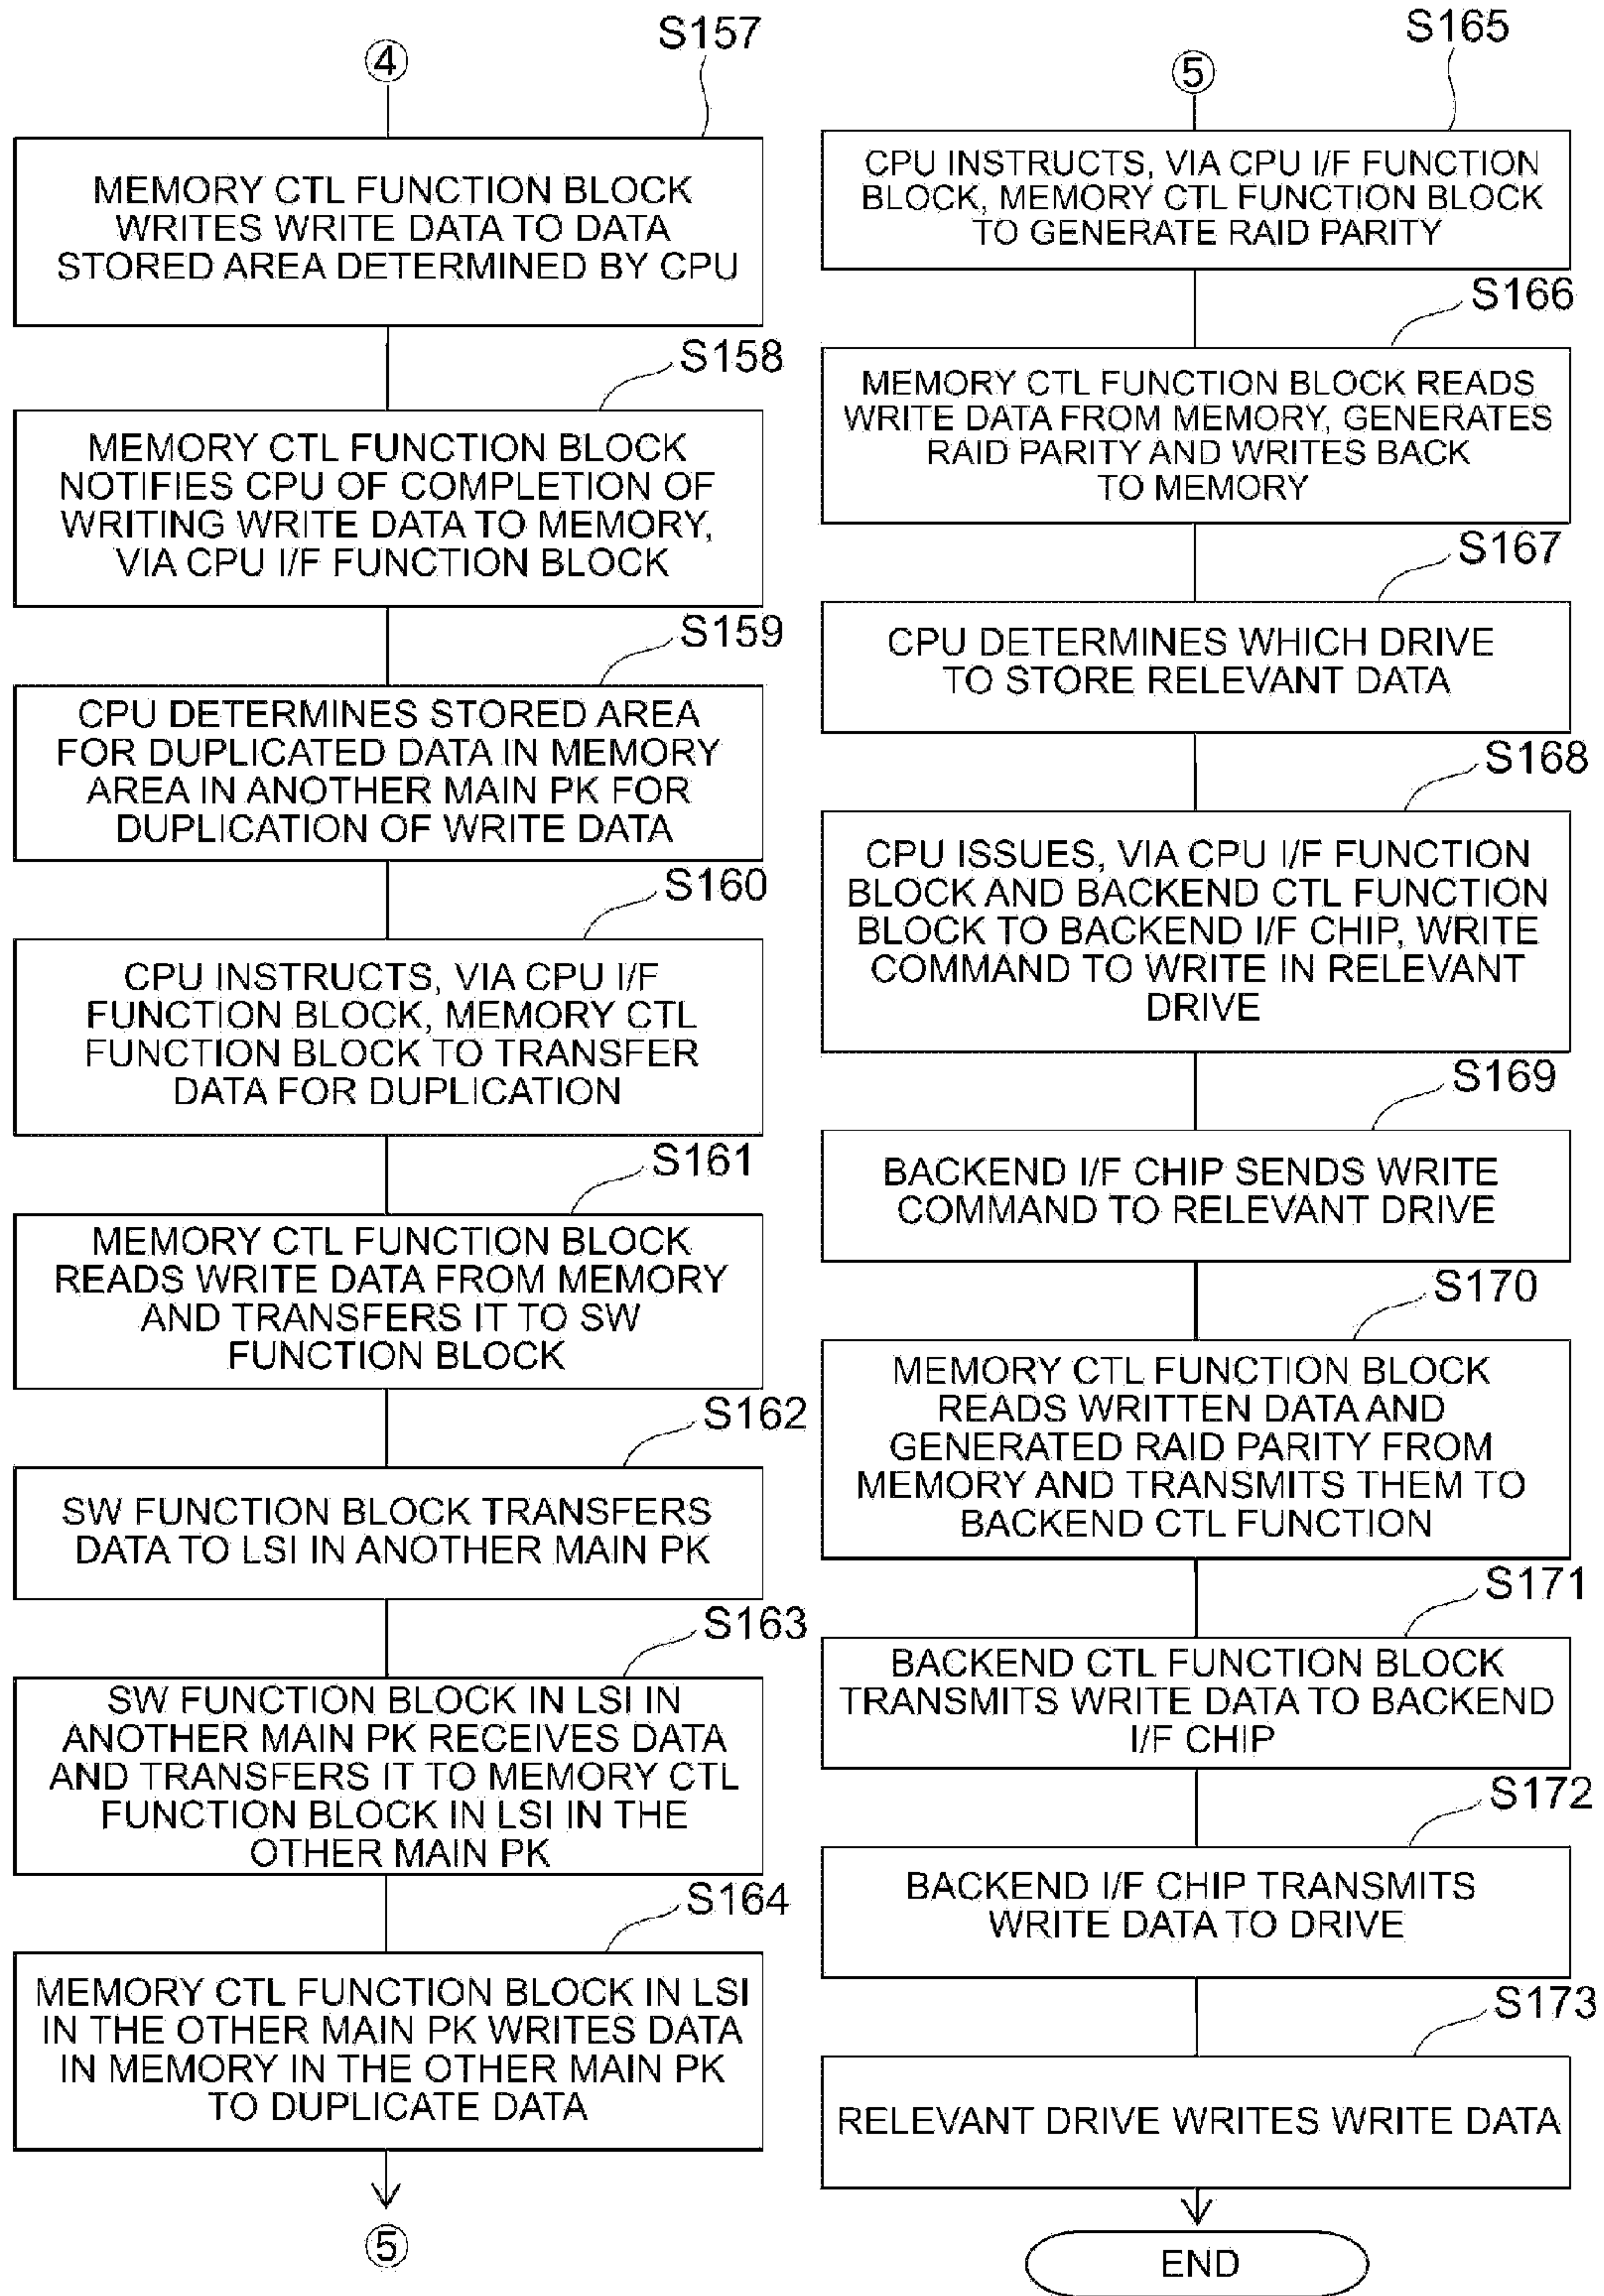 ④
S157
MEMORY CTL FUNCTION BLOCK
WRITES WRITE DATA TO DATA
STORED AREA DETERMINED BY CPU
S158
MEMORY CTL FUNCTION BLOCK
NOTIFIES CPU OF COMPLETION OF
WRITING WRITE DATA TO MEMORY,
VIA CPU I/F FUNCTION BLOCK
S159
CPU DETERMINES STORED AREA
FOR DUPLICATED DATA IN MEMORY
AREA IN ANOTHER MAIN PK FOR
DUPLICATION OF WRITE DATA
S160
CPU INSTRUCTS, VIA CPU I/F
FUNCTION BLOCK, MEMORY CTL
FUNCTION BLOCK TO TRANSFER
DATA FOR DUPLICATION
S161
MEMORY CTL FUNCTION BLOCK
READS WRITE DATA FROM MEMORY
AND TRANSFERS IT TO SW
FUNCTION BLOCK
S162
SW FUNCTION BLOCK TRANSFERS
DATA TO LSI IN ANOTHER MAIN PK
S163
SW FUNCTION BLOCK IN LSI IN
ANOTHER MAIN PK RECEIVES DATA
AND TRANSFERS IT TO MEMORY CTL
FUNCTION BLOCK IN LSI IN THE
OTHER MAIN PK
S164
MEMORY CTL FUNCTION BLOCK IN LSI
IN THE OTHER MAIN PK WRITES DATA
IN MEMORY IN THE OTHER MAIN PK
TO DUPLICATE DATA
⑤
⑤
S165
CPU INSTRUCTS, VIA CPU I/F FUNCTION
BLOCK, MEMORY CTL FUNCTION BLOCK
TO GENERATE RAID PARITY
S166
MEMORY CTL FUNCTION BLOCK READS
WRITE DATA FROM MEMORY, GENERATES
RAID PARITY AND WRITES BACK
TO MEMORY
S167
CPU DETERMINES WHICH DRIVE
TO STORE RELEVANT DATA
S168
CPU ISSUES, VIA CPU I/F FUNCTION
BLOCK AND BACKEND CTL FUNCTION
BLOCK TO BACKEND I/F CHIP, WRITE
COMMAND TO WRITE IN RELEVANT
DRIVE
S169
BACKEND I/F CHIP SENDS WRITE
COMMAND TO RELEVANT DRIVE
S170
MEMORY CTL FUNCTION BLOCK
READS WRITTEN DATA AND
GENERATED RAID PARITY FROM
MEMORY AND TRANSMITS THEM TO
BACKEND CTL FUNCTION
S171
BACKEND CTL FUNCTION BLOCK
TRANSMITS WRITE DATA TO BACKEND
I/F CHIP
S172
BACKEND I/F CHIP TRANSMITS
WRITE DATA TO DRIVE
S173
RELEVANT DRIVE WRITES WRITE DATA
END